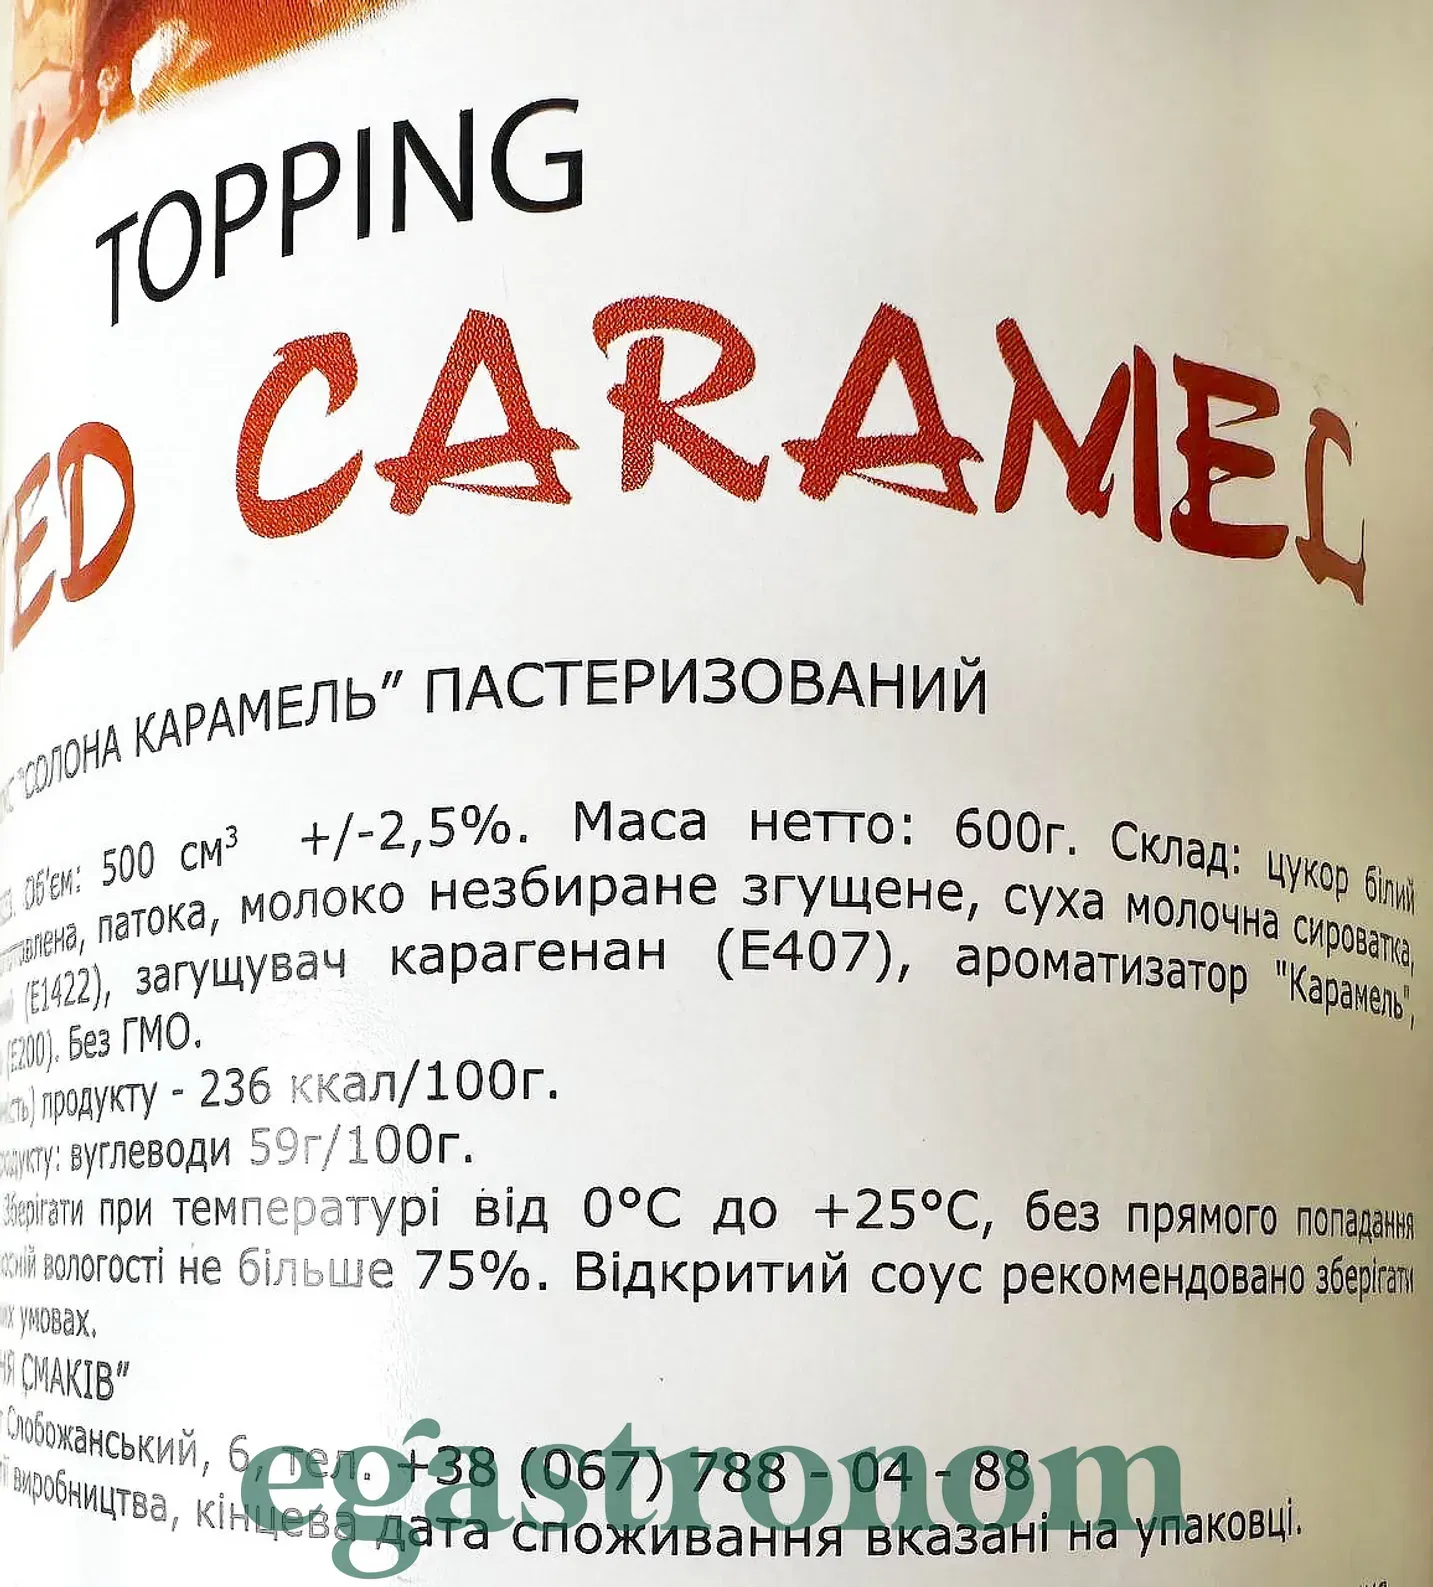 TOPPING
CARAMEL
"СОЛОНА КАРАМЕЛЬ" ПАСТЕРИЗОВАНИЙ
Об'єм: 500 см³ +/-2,5%. Маса нетто: 600г. Склад: цукор білий
патока, молоко незбиране згущене, суха молочна сироватка,
(Е1422), загущувач карагенан (Е407), ароматизатор "Карамель",
(Е200). Без ГМО.
продукту - 236 ккал/100г.
вуглеводи 59г/100г.
Зберігати при температурі від 0°С до +25°С, без прямого попадання
вологості не більше 75%. Відкритий соус рекомендовано зберігати
умовах.
СМАКІВ"
Слобожанський, 6, тел. +38 (067) 788 - 04 - 88
виробництва, кінцева дата споживання вказані на упаковці.
egastronom